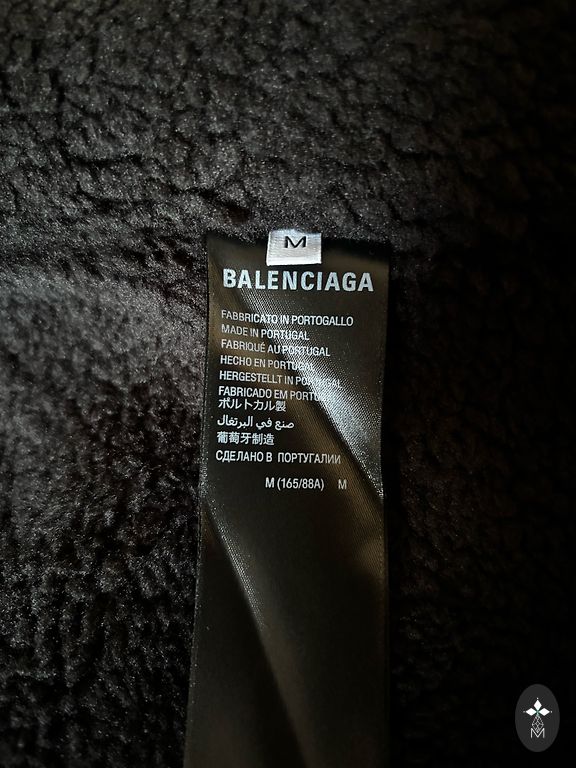 M
BALENCIAGA
FABBRICATO IN PORTOGALLO
MADE IN PORTUGAL
FABRIQUÉ AU PORTUGAL
HECHO EN PORTUGAL
HERGESTELLT IN PORTUGAL
FABRICADO EM PORTUGAL
ポルトカル製
صنع في البرتغال
葡萄牙制造
СДЕЛАНО В ПОРТУГАЛИИ
M (165/88A) M
M